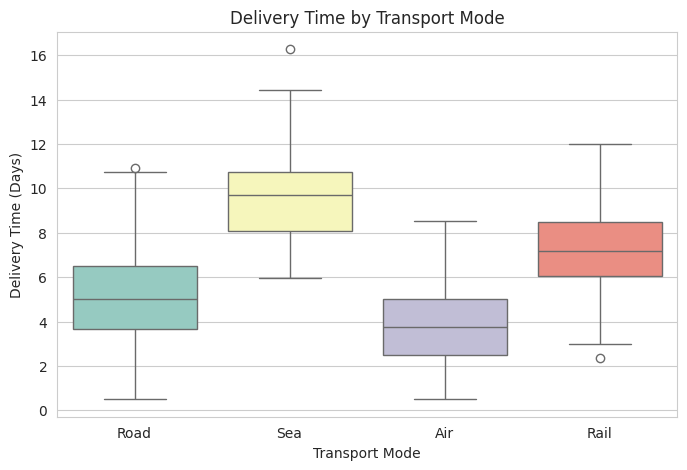 Delivery Time by Transport Mode
Delivery Time (Days)
16
14
12
10
8
6
4
2
0
Road Sea Air Rail
Transport Mode